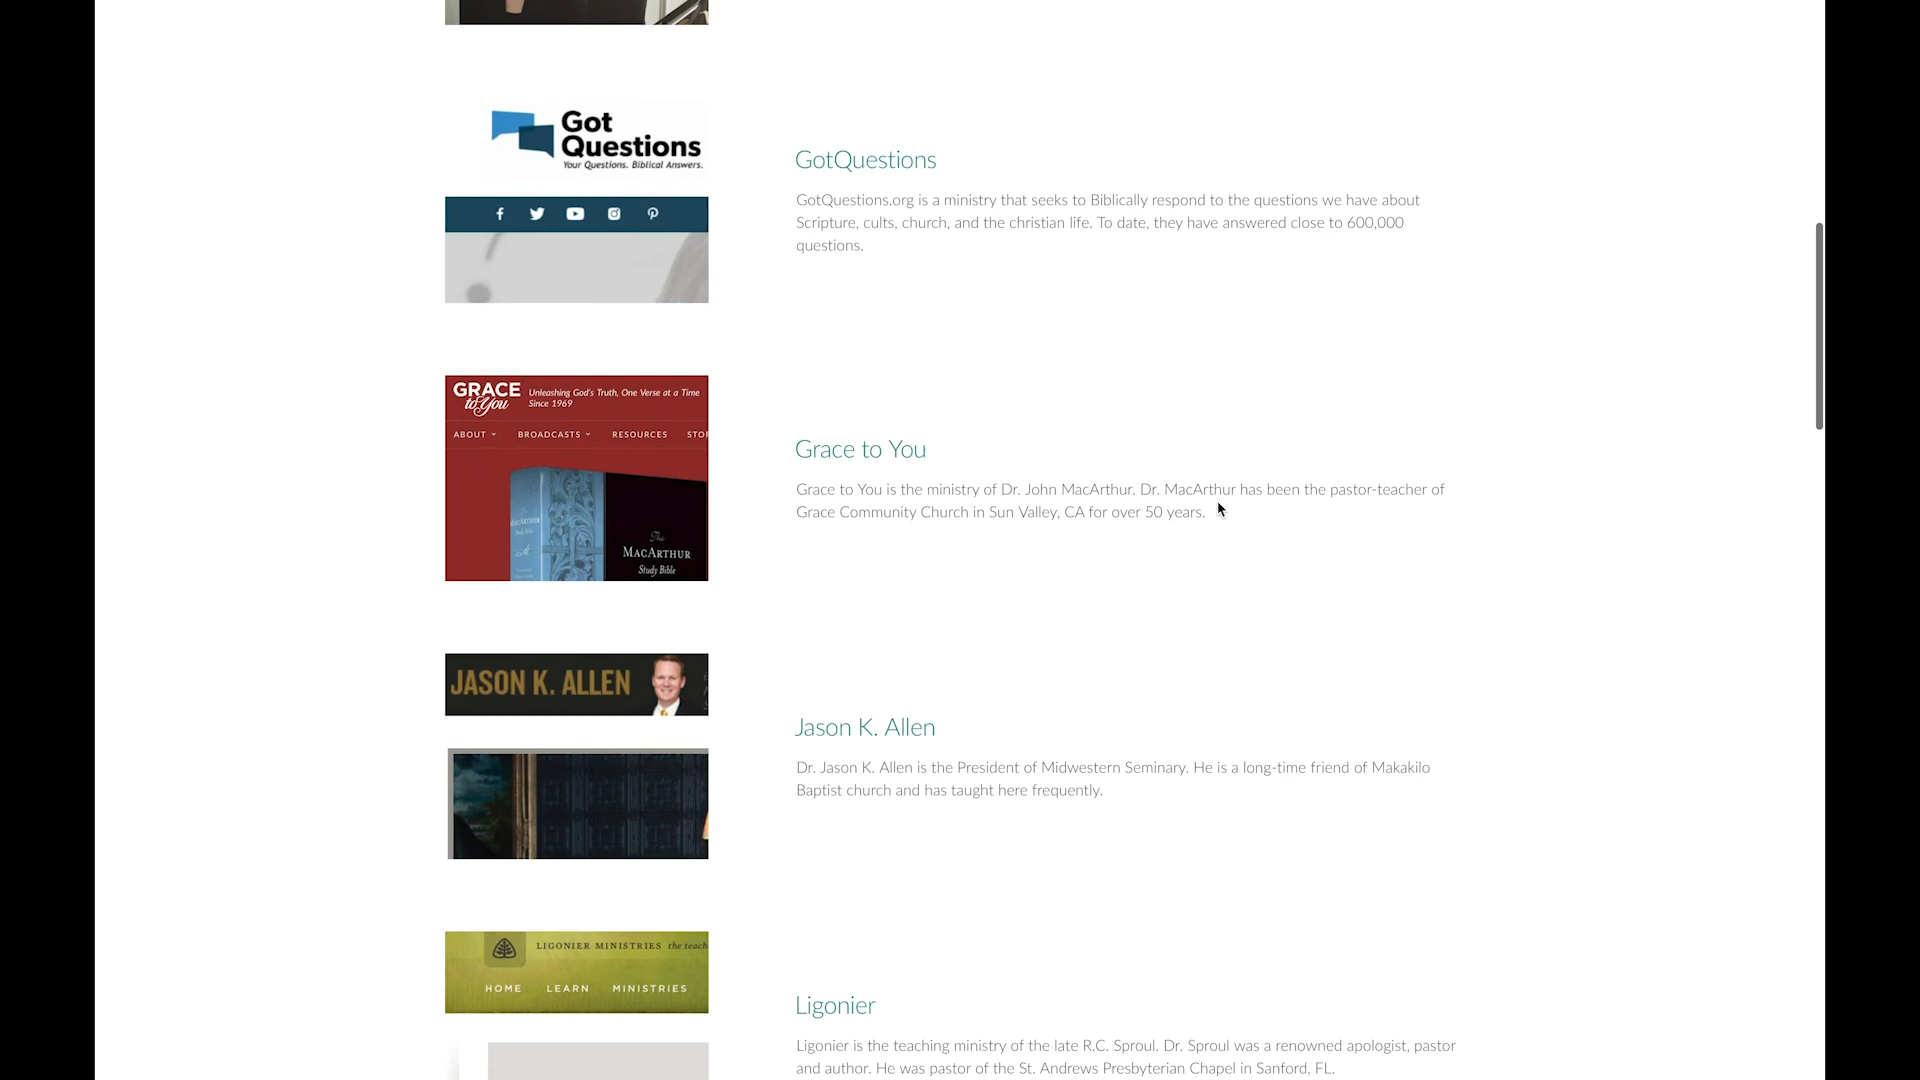 Got
Questions
Your Questions. Biblical Answers.
GotQuestions
GotQuestions.org is a ministry that seeks to Biblically respond to the questions we have about
Scripture, cults, church, and the christian life. To date, they have answered close to 600,000
questions.
GRACE
to You
Unleashing God's Truth, One Verse at a Time
Since 1969
ABOUT
BROADCASTS
RESOURCES
STOR
The
MACARTHUR
Study Bible
The
MACARTHUR
Study Bible
Grace to You
Grace to You is the ministry of Dr. John MacArthur. Dr. MacArthur has been the pastor-teacher of
Grace Community Church in Sun Valley, CA for over 50 years.
JASON K. ALLEN
Jason K. Allen
Dr. Jason K. Allen is the President of Midwestern Seminary. He is a long-time friend of Makakilo
Baptist church and has taught here frequently.
LIGONIER MINISTRIES the teach
HOME
LEARN
MINISTRIES
Ligonier
Ligonier is the teaching ministry of the late R.C. Sproul. Dr. Sproul was a renowned apologist, pastor
and author. He was pastor of the St. Andrews Presbyterian Chapel in Sanford, FL.